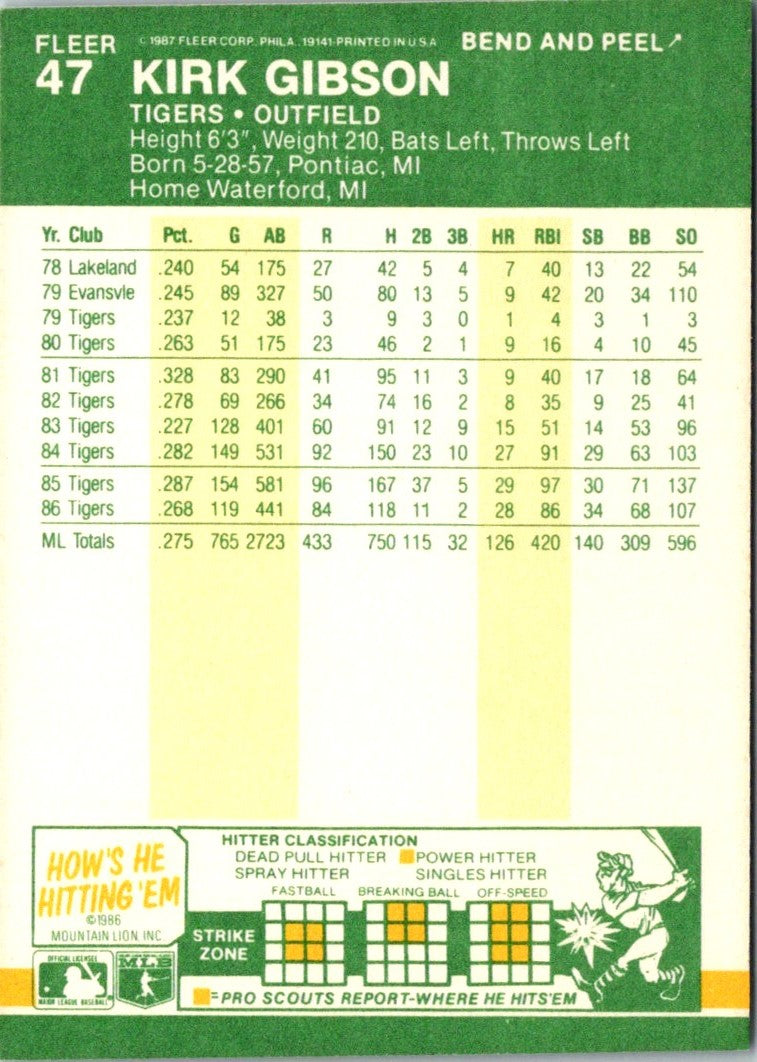 FLEER © 1987 FLEER CORP. PHILA. 19141-PRINTED IN U.S.A. BEND AND PEEL↗
47 KIRK GIBSON
TIGERS • OUTFIELD
Height 6'3", Weight 210, Bats Left, Throws Left
Born 5-28-57, Pontiac, MI
Home Waterford, MI
Yr. Club Pct. G AB R H 2B 3B HR RBI SB BB SO
78 Lakeland .240 54 175 27 42 5 4 7 40 13 22 54
79 Evansvle .245 89 327 50 80 13 5 9 42 20 34 110
79 Tigers .237 12 38 3 9 3 0 1 4 3 1 3
80 Tigers .263 51 175 23 46 2 1 9 16 4 10 45
81 Tigers .328 83 290 41 95 11 3 9 40 17 18 64
82 Tigers .278 69 266 34 74 16 2 8 35 9 25 41
83 Tigers .227 128 401 60 91 12 9 15 51 14 53 96
84 Tigers .282 149 531 92 150 23 10 27 91 29 63 103
85 Tigers .287 154 581 96 167 37 5 29 97 30 71 137
86 Tigers .268 119 441 84 118 11 2 28 86 34 68 107
ML Totals .275 765 2723 433 750 115 32 126 420 140 309 596
HOW'S HE
HITTING 'EM
©1986
MOUNTAIN LION, INC.
HITTER CLASSIFICATION
DEAD PULL HITTER POWER HITTER
SPRAY HITTER SINGLES HITTER
FASTBALL BREAKING BALL OFF-SPEED
STRIKE
ZONE
OFFICIAL LICENSEE
MAJOR LEAGUE BASEBALL
MLB
=PRO SCOUTS REPORT-WHERE HE HITS'EM